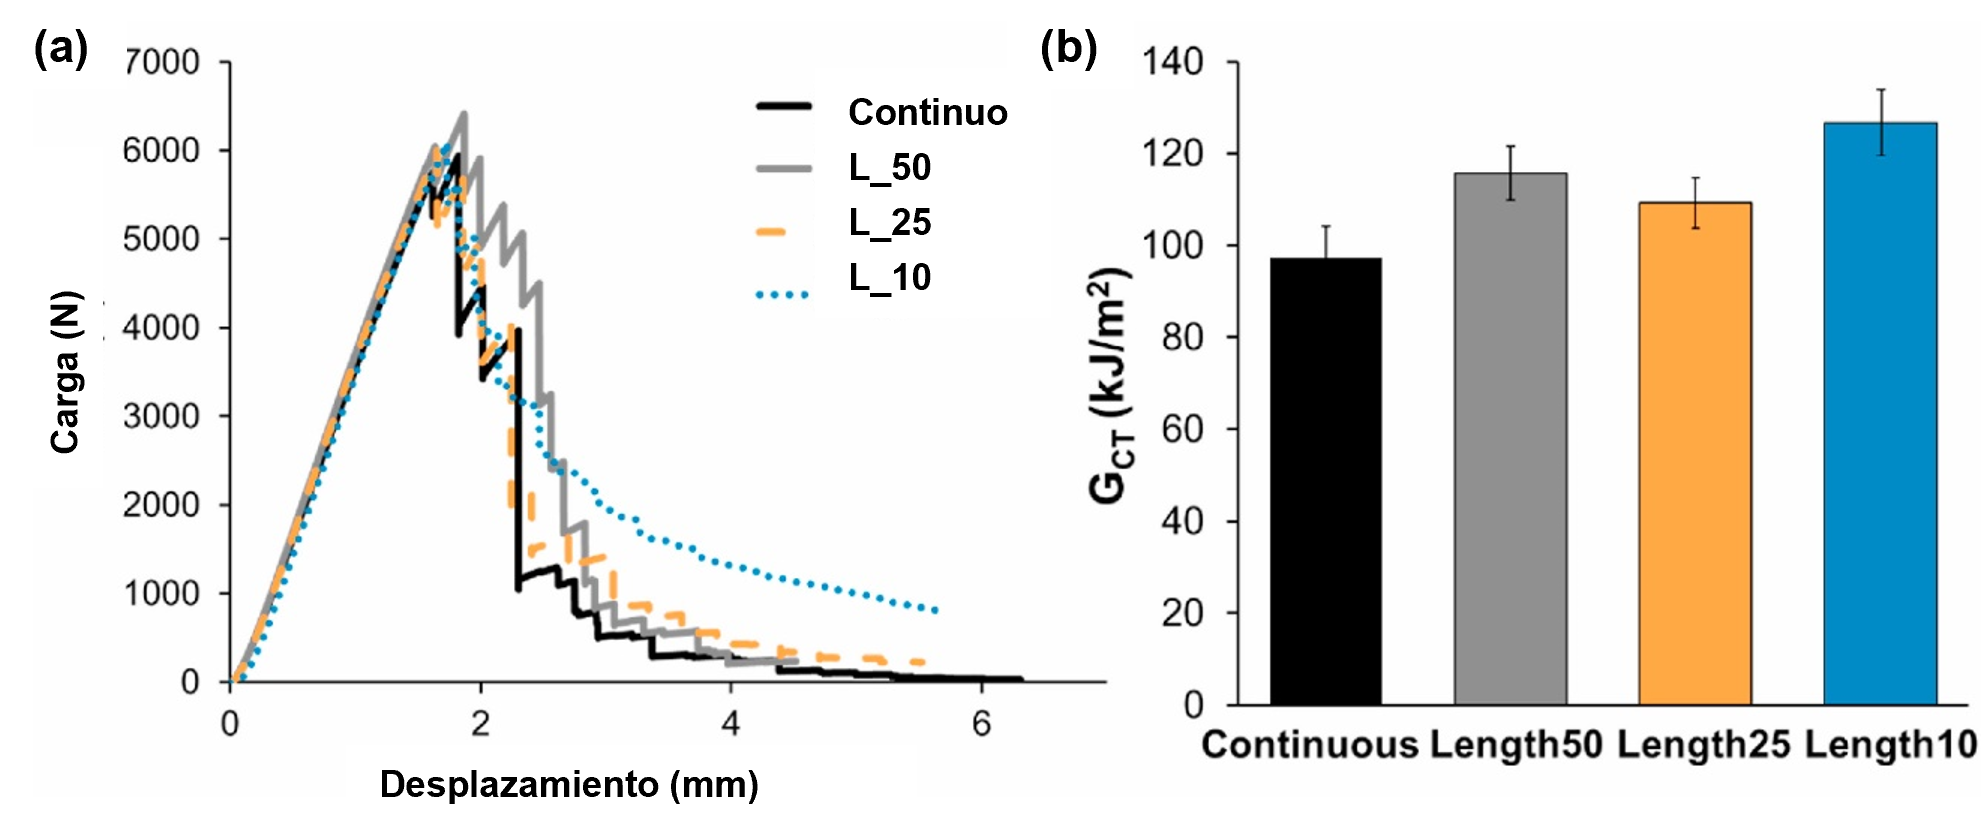 (a)
7000
6000
5000
4000
3000
2000
1000
0
0 2 4 6
Carga (N)
Desplazamiento (mm)
Continuo
L_50
L_25
L_10
(b)
140
120
100
80
60
40
20
0
G_CT (kJ/m²)
Continuous Length50 Length25 Length10